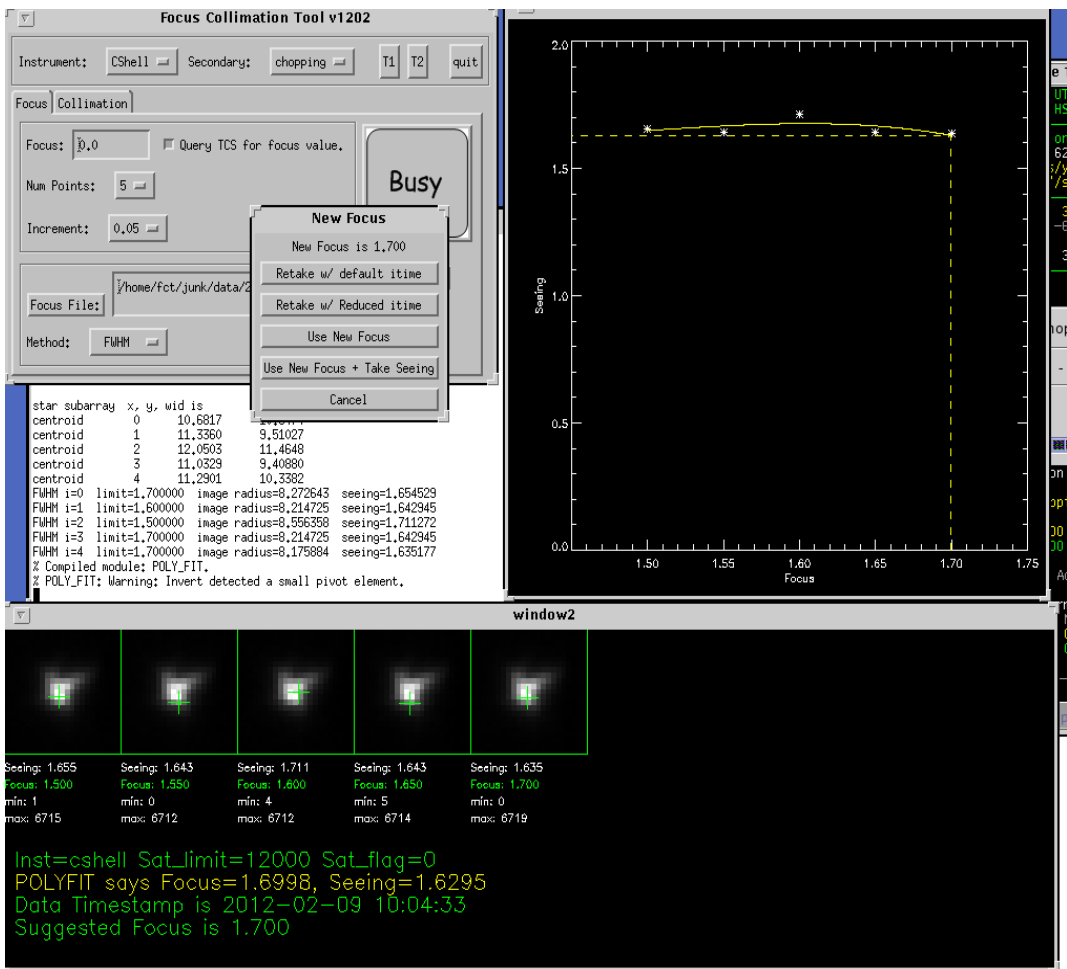 Focus Collimation Tool v1202
Instrument: CShell Secondary: chopping T1 T2 quit
Focus Collimation
Focus: 0.0 Query TCS for focus value.
Num Points: 5
Increment: 0.05
Busy
Focus File: /home/fct/junk/data/2
Method: FWHM
New Focus
New Focus is 1.700
Retake w/ default itime
Retake w/ Reduced itime
Use New Focus
Use New Focus + Take Seeing
Cancel
2.0
1.5
1.0
0.5
0.0
Seeing
1.50 1.55 1.60 1.65 1.70 1.75
Focus
star subarray x, y, wid is
centroid 0 10.6817
centroid 1 11.3360 9.51027
centroid 2 12.0503 11.4648
centroid 3 11.0329 9.40880
centroid 4 11.2901 10.3382
FWHM i=0 limit=1.700000 image radius=8.272643 seeing=1.654529
FWHM i=1 limit=1.600000 image radius=8.214725 seeing=1.642945
FWHM i=2 limit=1.500000 image radius=8.556358 seeing=1.711272
FWHM i=3 limit=1.700000 image radius=8.214725 seeing=1.642945
FWHM i=4 limit=1.700000 image radius=8.175884 seeing=1.635177
% Compiled module: POLY_FIT.
% POLY_FIT: Warning: Invert detected a small pivot element.
window2
Seeing: 1.655 Seeing: 1.643 Seeing: 1.711 Seeing: 1.643 Seeing: 1.635
Focus: 1.500 Focus: 1.550 Focus: 1.600 Focus: 1.650 Focus: 1.700
min: 1 min: 0 min: 4 min: 5 min: 0
max: 6715 max: 6712 max: 6712 max: 6714 max: 6719
Inst=cshell Sat_limit=12000 Sat_flag=0
POLYFIT says Focus=1.6998, Seeing=1.6295
Data Timestamp is 2012-02-09 10:04:33
Suggested Focus is 1.700